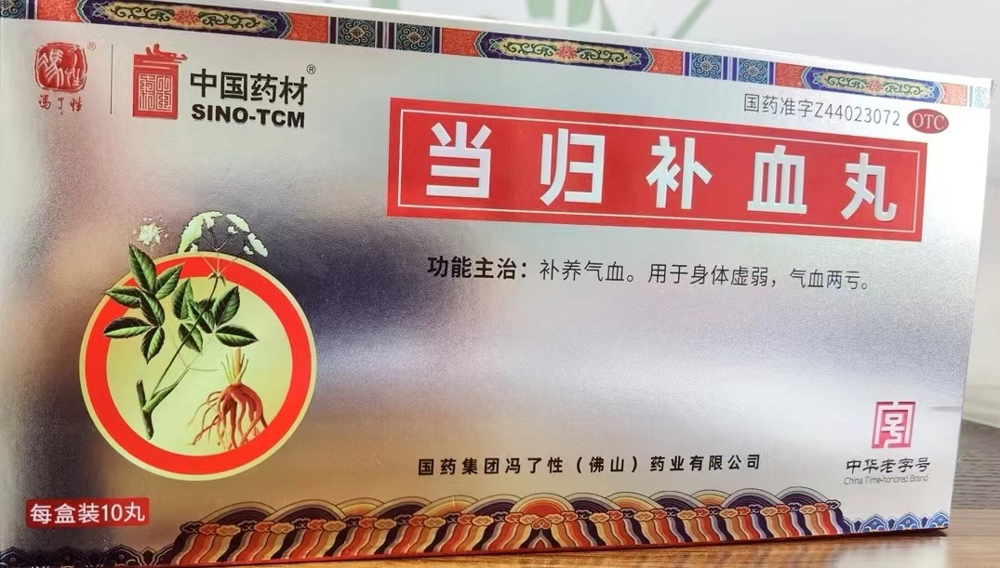 冯了性
中国药材
SINO-TCM
国药准字Z44023072 OTC
当归补血丸
功能主治：补养气血。用于身体虚弱，气血两亏。
国药集团冯了性（佛山）药业有限公司
中华老字号
China Time-honored Brand
每盒装10丸